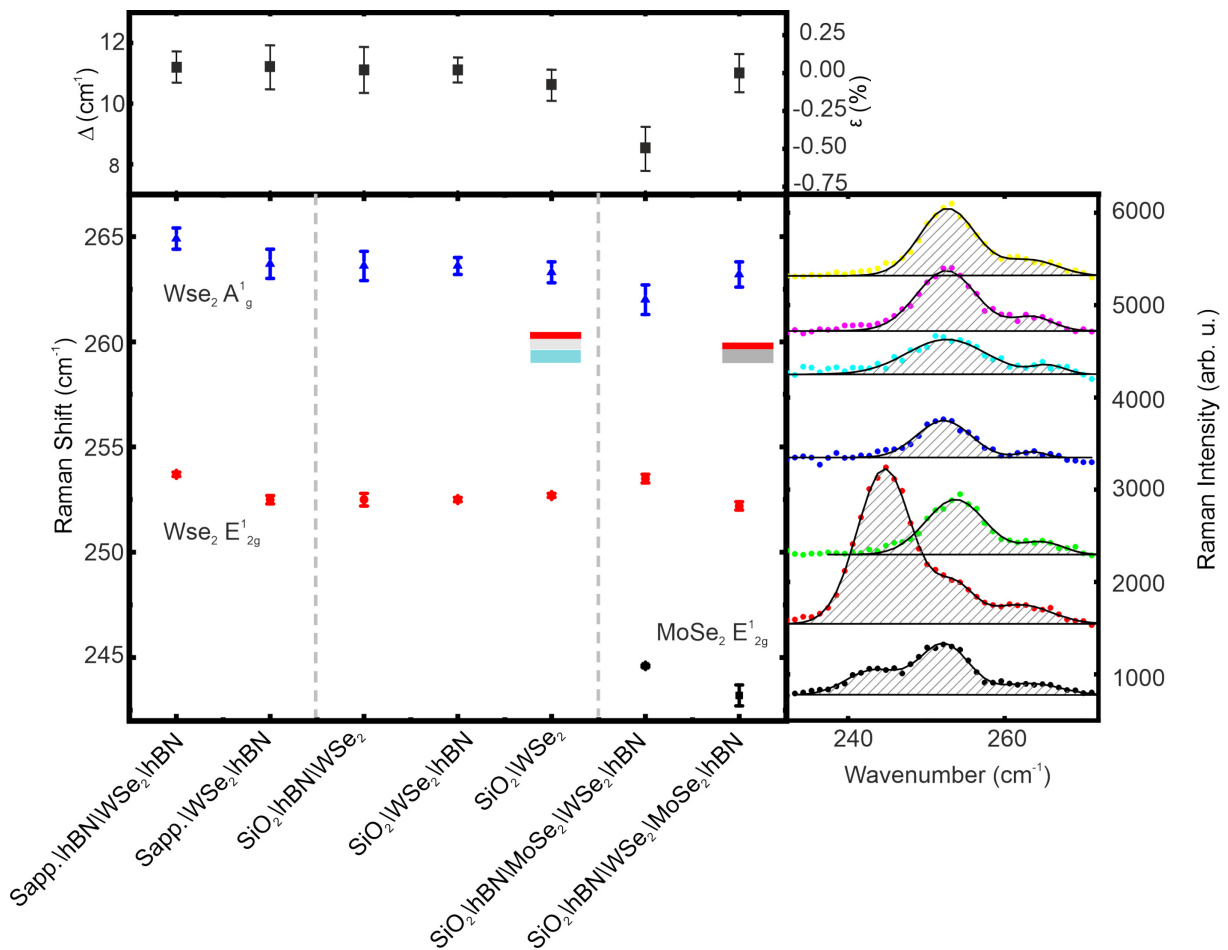 12
10
8
Δ (cm⁻¹)
0.25
0.00
-0.25
-0.50
-0.75
ε (%)
265
260
255
250
245
Raman Shift (cm⁻¹)
Wse₂ A¹g
Wse₂ E¹₂g
MoSe₂ E¹₂g
6000
5000
4000
3000
2000
1000
Raman Intensity (arb. u.)
240 260
Wavenumber (cm⁻¹)
Sapp.\hBN\WSe₂\hBN
Sapp.\WSe₂\hBN
SiO₂\hBN\WSe₂
SiO₂\WSe₂\hBN
SiO₂\WSe₂
SiO₂\hBN\MoSe₂\WSe₂\hBN
SiO₂\hBN\WSe₂\MoSe₂\hBN